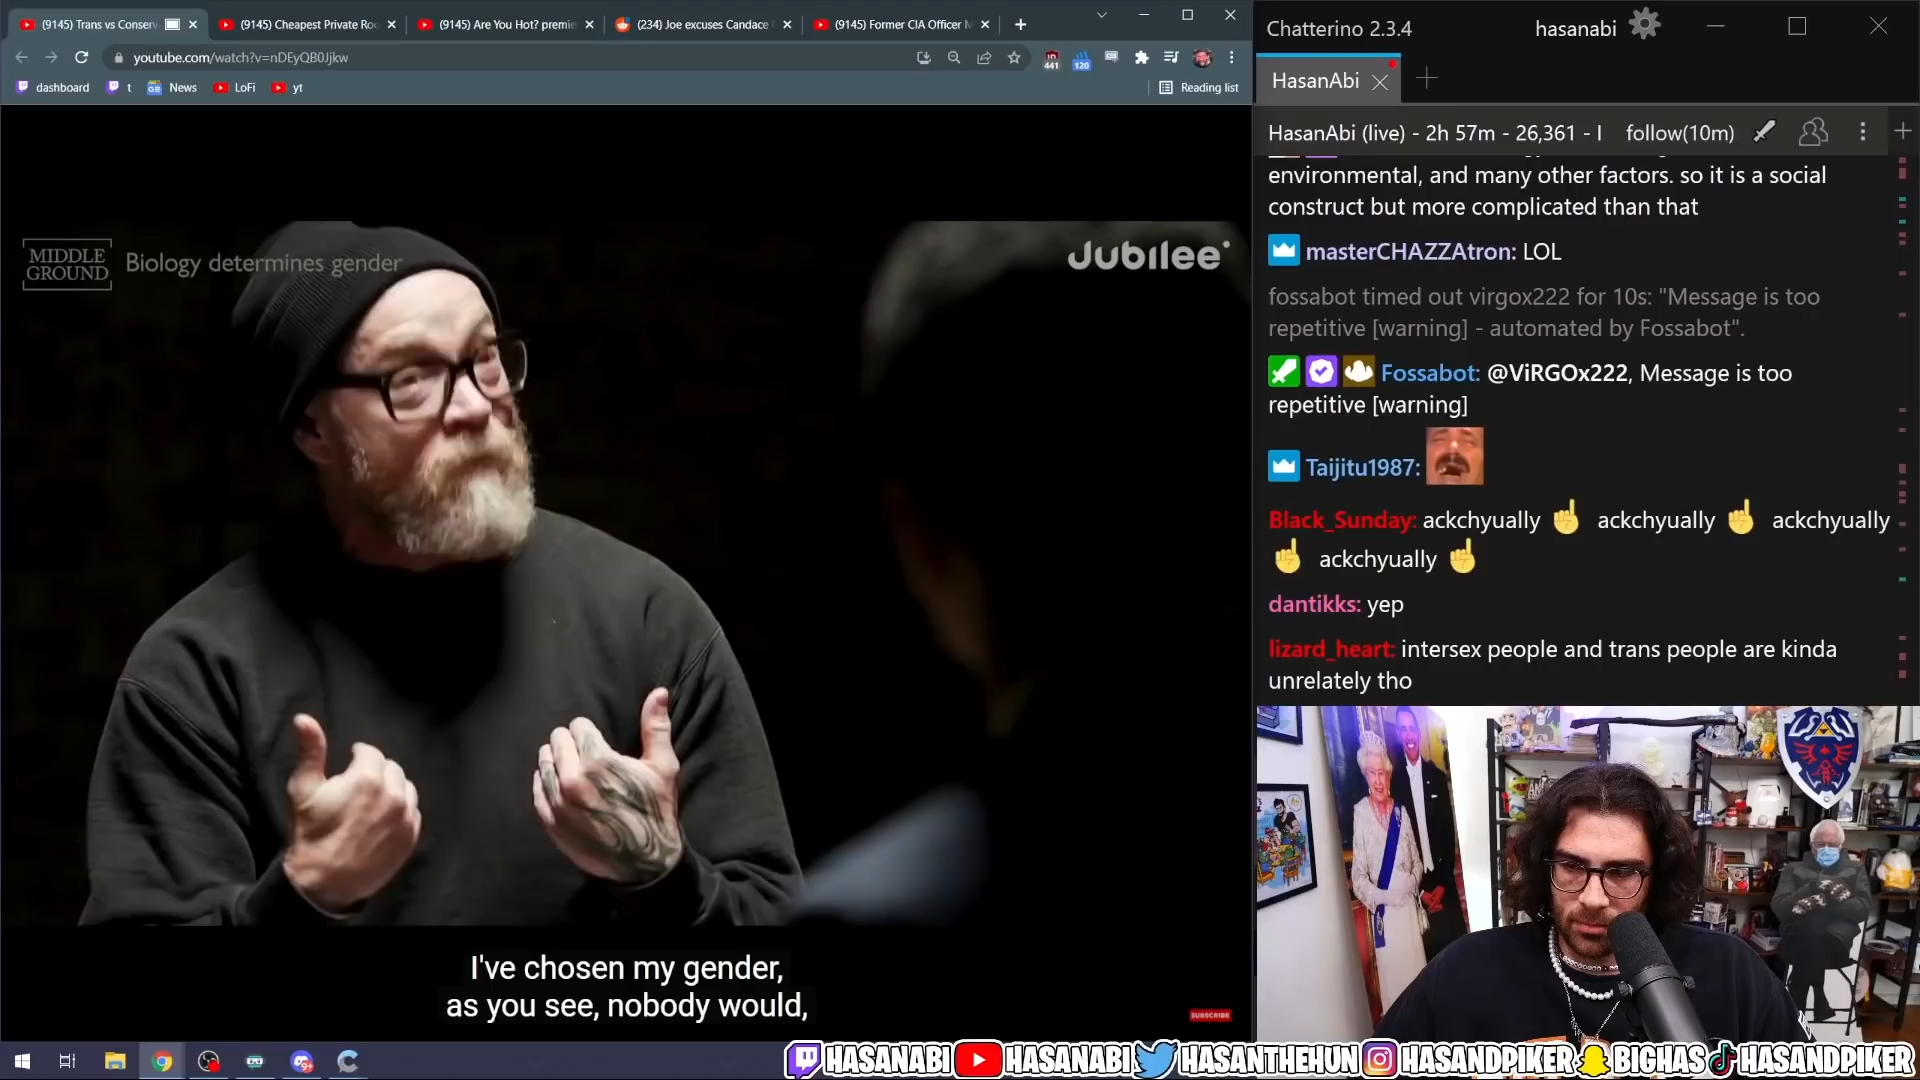 (9145) Trans vs Conserv
(9145) Cheapest Private Ro
(9145) Are You Hot? premie
(234) Joe excuses Candace
(9145) Former CIA Officer
youtube.com/watch?v=nDEyQB0Jjkw
441
120
dashboard
t
News
LoFi
yt
Reading list
MIDDLE
GROUND
Biology determines gender
Jubilee
I've chosen my gender,
as you see, nobody would,
SUBSCRIBE
Chatterino 2.3.4
hasanabi
HasanAbi
HasanAbi (live) - 2h 57m - 26,361 - I
follow(10m)
environmental, and many other factors. so it is a social
construct but more complicated than that
masterCHAZZAtron: LOL
fossabot timed out virgox222 for 10s: "Message is too
repetitive [warning] - automated by Fossabot".
Fossabot: @ViRGOx222, Message is too
repetitive [warning]
Taijitu1987:
Black_Sunday: ackchyually ☝ ackchyually ☝ ackchyually
☝ ackchyually ☝
dantikks: yep
lizard_heart: intersex people and trans people are kinda
unrelately tho
HASANABI HASANABI HASANTHEHUN HASANDPIKER BIGHAS HASANDPIKER